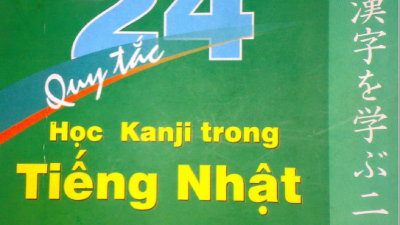 24
Quy tắc
Học Kanji trong
Tiếng Nhật
漢字を学ぶ二